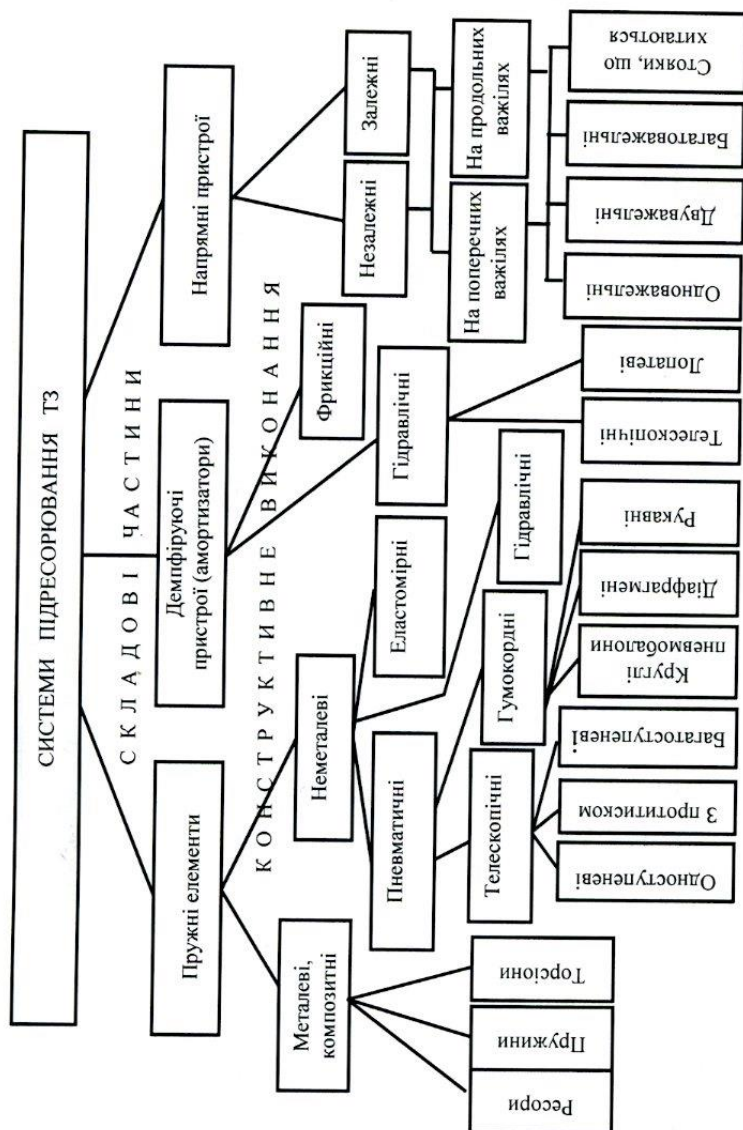 СИСТЕМИ ПІДРЕСОРЮВАННЯ ТЗ
СКЛАДОВІ ЧАСТИНИ
Пружні елементи
Демпфіруючі
пристрої (амортизатори)
Напрямні пристрої
КОНСТРУКТИВНЕ ВИКОНАННЯ
Металеві,
композитні
Неметалеві
Фрикційні
Незалежні
Залежні
Пневматичні
Еластомірні
Гідравлічні
На поперечних
важілях
На продольних
важілях
Телескопічні
Гумокордні
Гідравлічні
Ресори
Пружини
Торсіони
Одноступеневі
З протитиском
Багатоступеневі
Круглі
пневмобалони
Діафрагмені
Рукавні
Телескопічні
Лопатеві
Одноважельні
Двуважельні
Багатоважельні
Стояки, що
хитаються